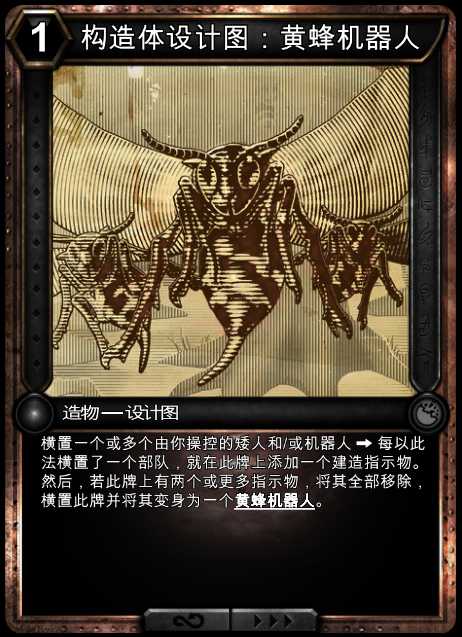 1
构造体设计图：黄蜂机器人
造物 — 设计图
横置一个或多个由你操控的矮人和/或机器人 ➡ 每以此
法横置了一个部队，就在此牌上添加一个建造指示物。
然后，若此牌上有两个或更多指示物，将其全部移除，
横置此牌并将其变身为一个黄蜂机器人。